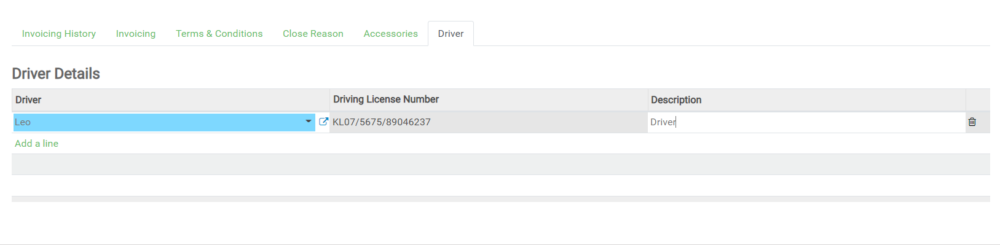 Invoicing History Invoicing Terms & Conditions Close Reason Accessories Driver
Driver Details
Driver Driving License Number Description
Leo KL07/5675/89046237 Driver
Add a line